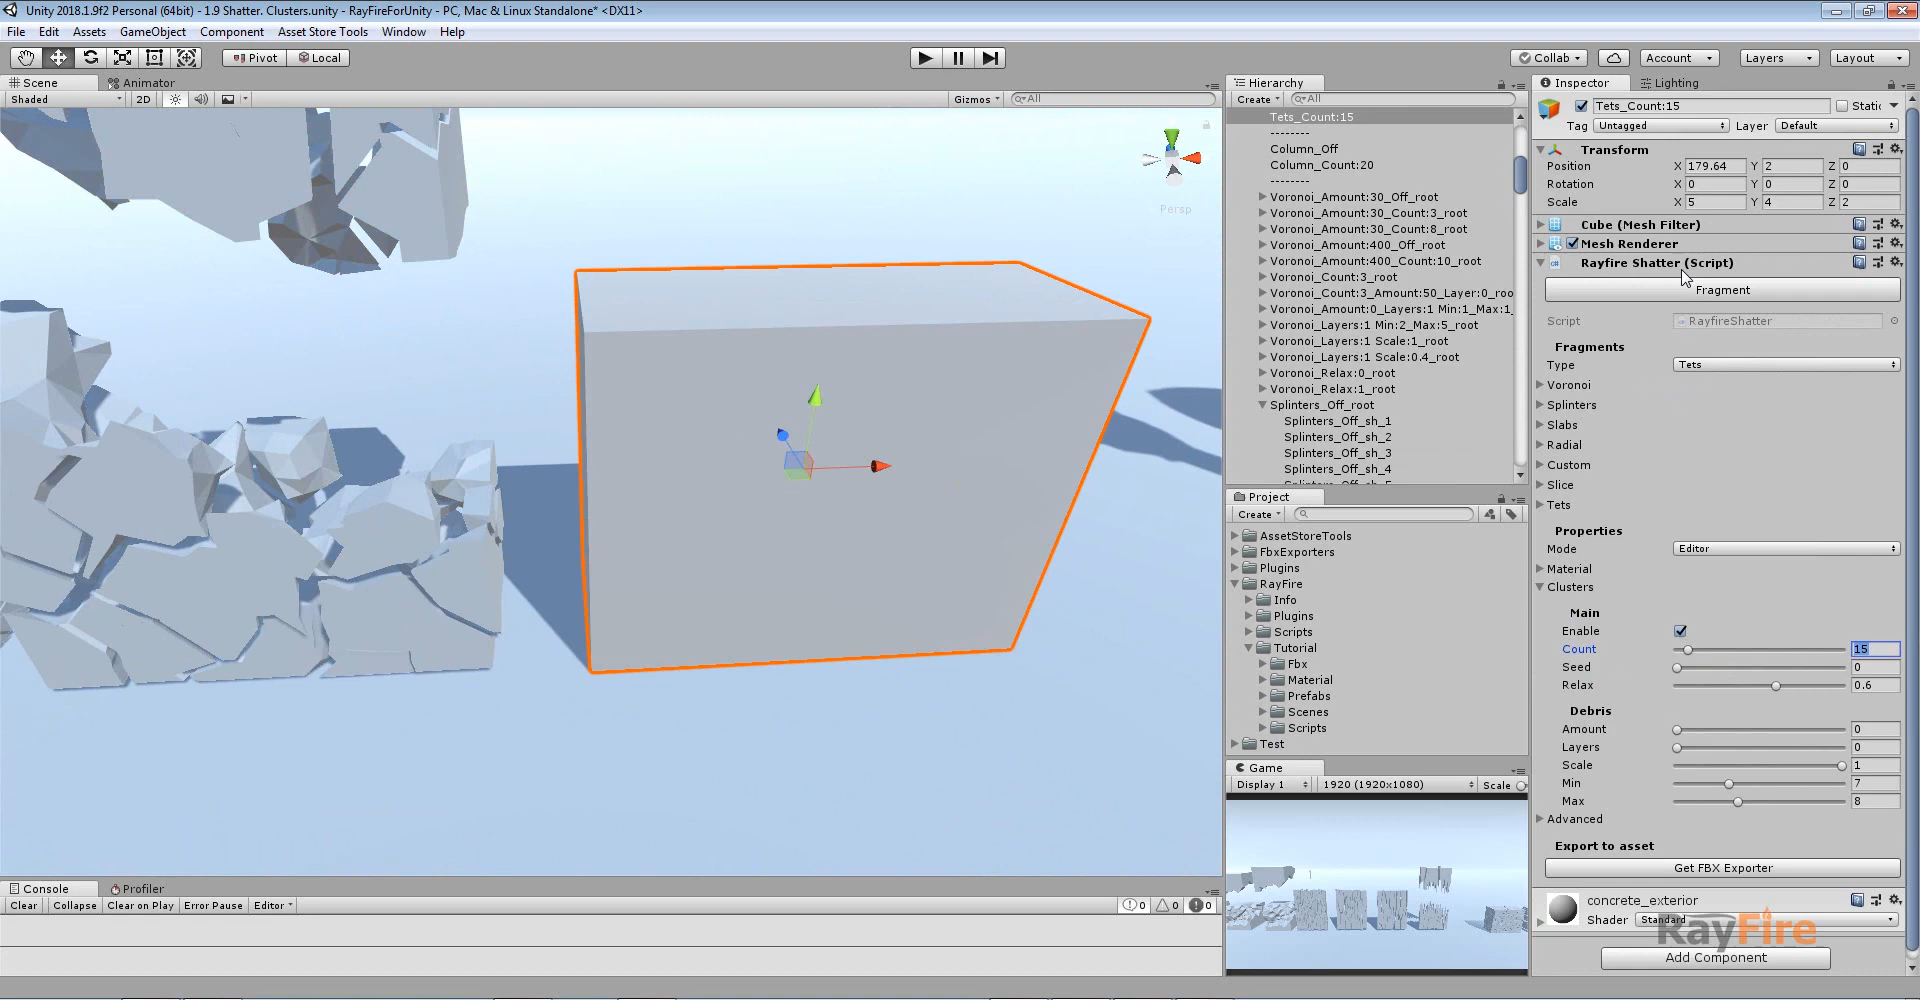 Unity 2018.1.9f2 Personal (64bit) - 1.9 Shatter. Clusters.unity - RayFireForUnity - PC, Mac & Linux Standalone* <DX11>
File Edit Assets GameObject Component Asset Store Tools Window Help
Pivot Local Collab Account Layers Layout
Scene Animator
Shaded 2D Gizmos All
Persp
Hierarchy
Create All
Tets_Count:15
--------
Column_Off
Column_Count:20
--------
Voronoi_Amount:30_Off_root
Voronoi_Amount:30_Count:3_root
Voronoi_Amount:30_Count:8_root
Voronoi_Amount:400_Off_root
Voronoi_Amount:400_Count:10_root
Voronoi_Count:3_root
Voronoi_Count:3_Amount:50_Layer:0_roo
Voronoi_Amount:0_Layers:1 Min:1_Max:1_
Voronoi_Layers:1 Min:2_Max:5_root
Voronoi_Layers:1 Scale:1_root
Voronoi_Layers:1 Scale:0.4_root
Voronoi_Relax:0_root
Voronoi_Relax:1_root
Splinters_Off_root
Splinters_Off_sh_1
Splinters_Off_sh_2
Splinters_Off_sh_3
Splinters_Off_sh_4
Project
Create
AssetStoreTools
FbxExporters
Plugins
RayFire
Info
Plugins
Scripts
Tutorial
Fbx
Material
Prefabs
Scenes
Scripts
Test
Game
Display 1 1920 (1920x1080) Scale
Inspector Lighting
Tets_Count:15 Static
Tag Untagged Layer Default
Transform
Position X 179.64 Y 2 Z 0
Rotation X 0 Y 0 Z 0
Scale X 5 Y 4 Z 2
Cube (Mesh Filter)
Mesh Renderer
Rayfire Shatter (Script)
Fragment
Script RayfireShatter
Fragments
Type Tets
Voronoi
Splinters
Slabs
Radial
Custom
Slice
Tets
Properties
Mode Editor
Material
Clusters
Main
Enable
Count 15
Seed 0
Relax 0.6
Debris
Amount 0
Layers 0
Scale 1
Min 7
Max 8
Advanced
Export to asset
Get FBX Exporter
concrete_exterior
Shader Standard
RayFire
Add Component
Console Profiler
Clear Collapse Clear on Play Error Pause Editor 0 0 0